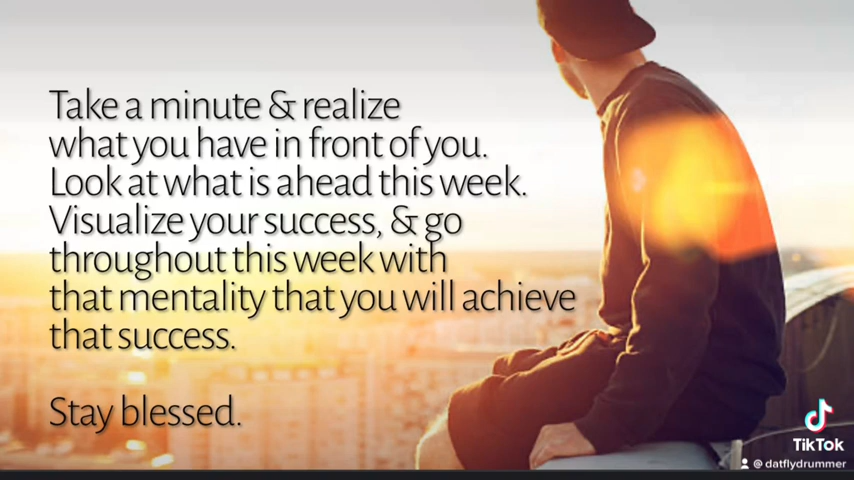 Take a minute & realize
what you have in front of you.
Look at what is ahead this week.
Visualize your success, & go
throughout this week with
that mentality that you will achieve
that success.
Stay blessed.
TikTok
@ datflydrummer